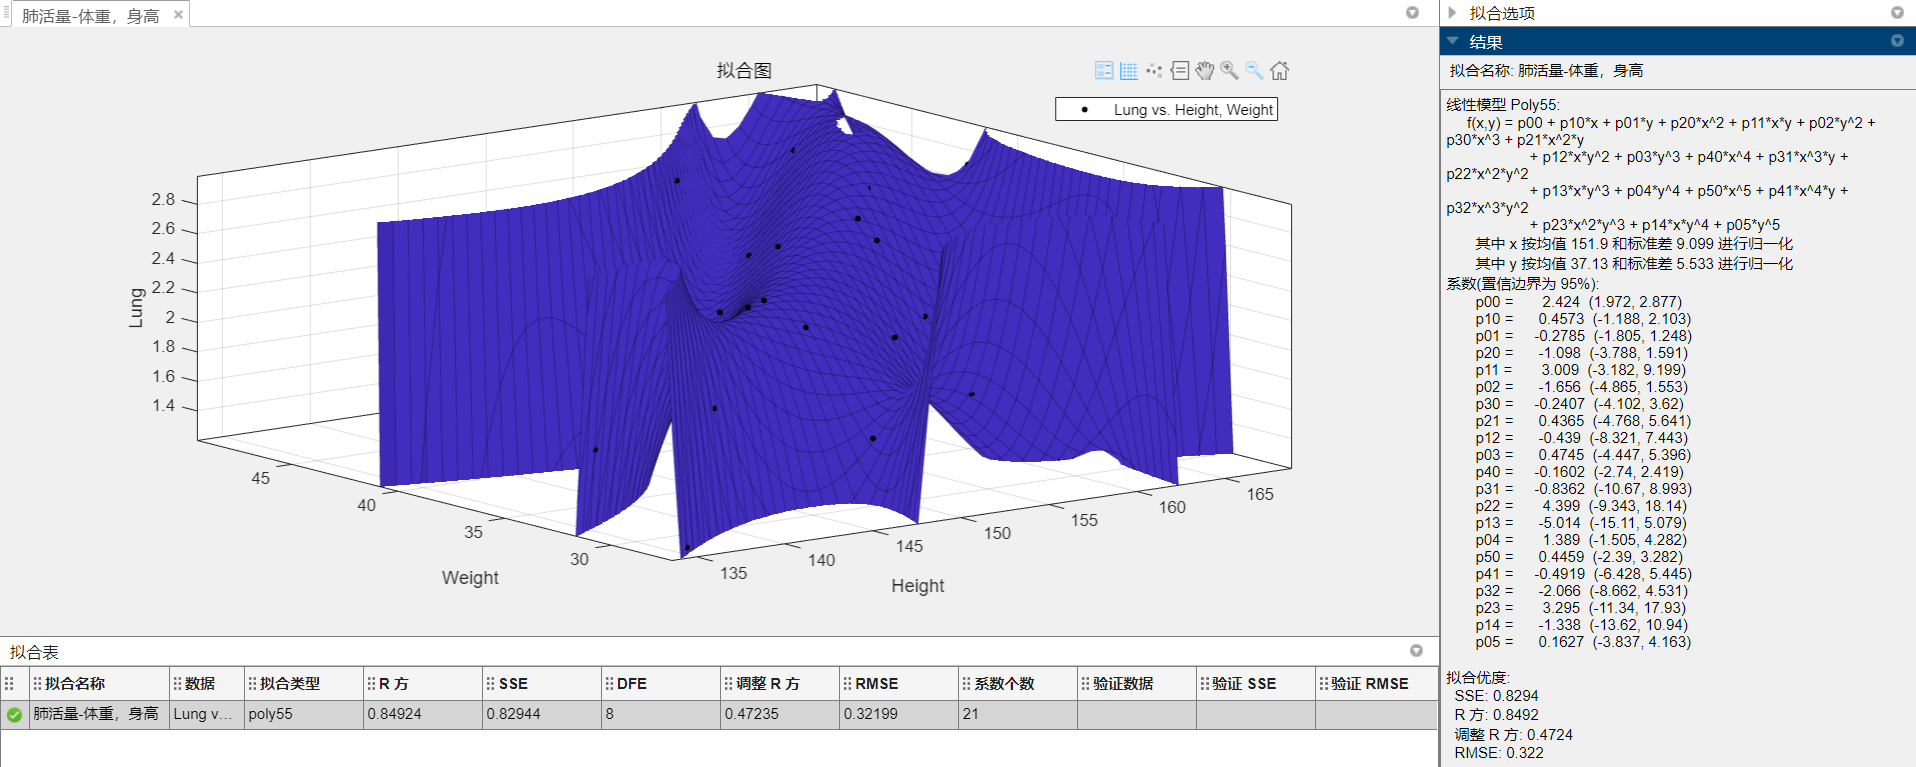 肺活量-体重，身高
拟合图
Lung vs. Height, Weight
2.8
2.6
2.4
2.2
2
1.8
1.6
1.4
Lung
45
40
35
30
Weight
135
140
145
150
155
160
165
Height
拟合表
拟合名称 数据 拟合类型 R 方 SSE DFE 调整 R 方 RMSE 系数个数 验证数据 验证 SSE 验证 RMSE
肺活量-体重，身高 Lung v... poly55 0.84924 0.82944 8 0.47235 0.32199 21
拟合选项
结果
拟合名称: 肺活量-体重，身高
线性模型 Poly55:
f(x,y) = p00 + p10*x + p01*y + p20*x^2 + p11*x*y + p02*y^2 +
p30*x^3 + p21*x^2*y
+ p12*x*y^2 + p03*y^3 + p40*x^4 + p31*x^3*y +
p22*x^2*y^2
+ p13*x*y^3 + p04*y^4 + p50*x^5 + p41*x^4*y +
p32*x^3*y^2
+ p23*x^2*y^3 + p14*x*y^4 + p05*y^5
其中 x 按均值 151.9 和标准差 9.099 进行归一化
其中 y 按均值 37.13 和标准差 5.533 进行归一化
系数(置信边界为 95%):
p00 = 2.424 (1.972, 2.877)
p10 = 0.4573 (-1.188, 2.103)
p01 = -0.2785 (-1.805, 1.248)
p20 = -1.098 (-3.788, 1.591)
p11 = 3.009 (-3.182, 9.199)
p02 = -1.656 (-4.865, 1.553)
p30 = -0.2407 (-4.102, 3.62)
p21 = 0.4365 (-4.768, 5.641)
p12 = -0.439 (-8.321, 7.443)
p03 = 0.4745 (-4.447, 5.396)
p40 = -0.1602 (-2.74, 2.419)
p31 = -0.8362 (-10.67, 8.993)
p22 = 4.399 (-9.343, 18.14)
p13 = -5.014 (-15.11, 5.079)
p04 = 1.389 (-1.505, 4.282)
p50 = 0.4459 (-2.39, 3.282)
p41 = -0.4919 (-6.428, 5.445)
p32 = -2.066 (-8.662, 4.531)
p23 = 3.295 (-11.34, 17.93)
p14 = -1.338 (-13.62, 10.94)
p05 = 0.1627 (-3.837, 4.163)
拟合优度:
SSE: 0.8294
R 方: 0.8492
调整 R 方: 0.4724
RMSE: 0.322